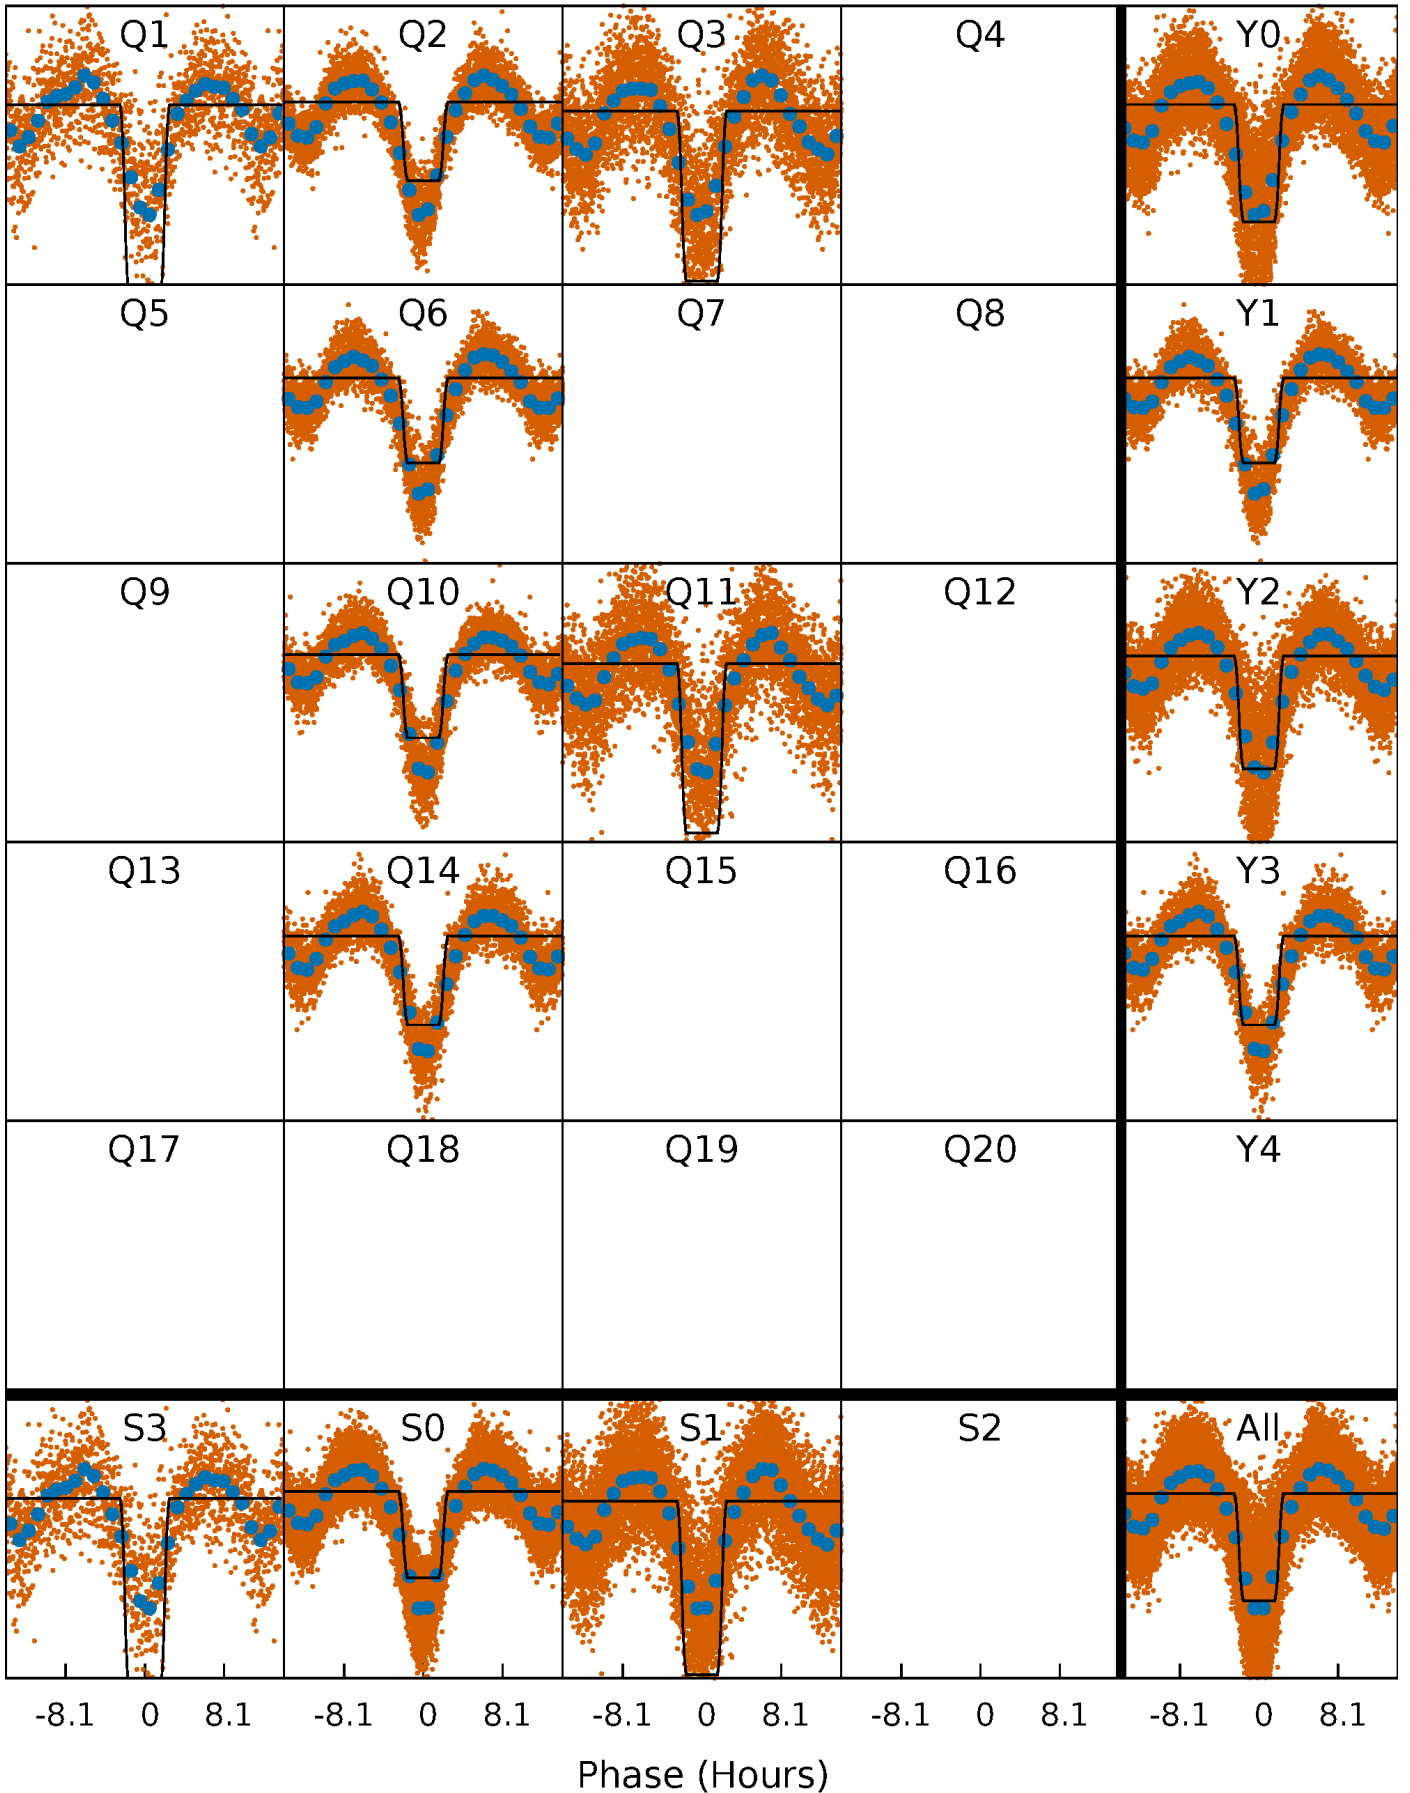 Q1 Q2 Q3 Q4 Y0
Q5 Q6 Q7 Q8 Y1
Q9 Q10 Q11 Q12 Y2
Q13 Q14 Q15 Q16 Y3
Q17 Q18 Q19 Q20 Y4
S3 S0 S1 S2 All
-8.1 0 8.1 -8.1 0 8.1 -8.1 0 8.1 -8.1 0 8.1 -8.1 0 8.1
Phase (Hours)